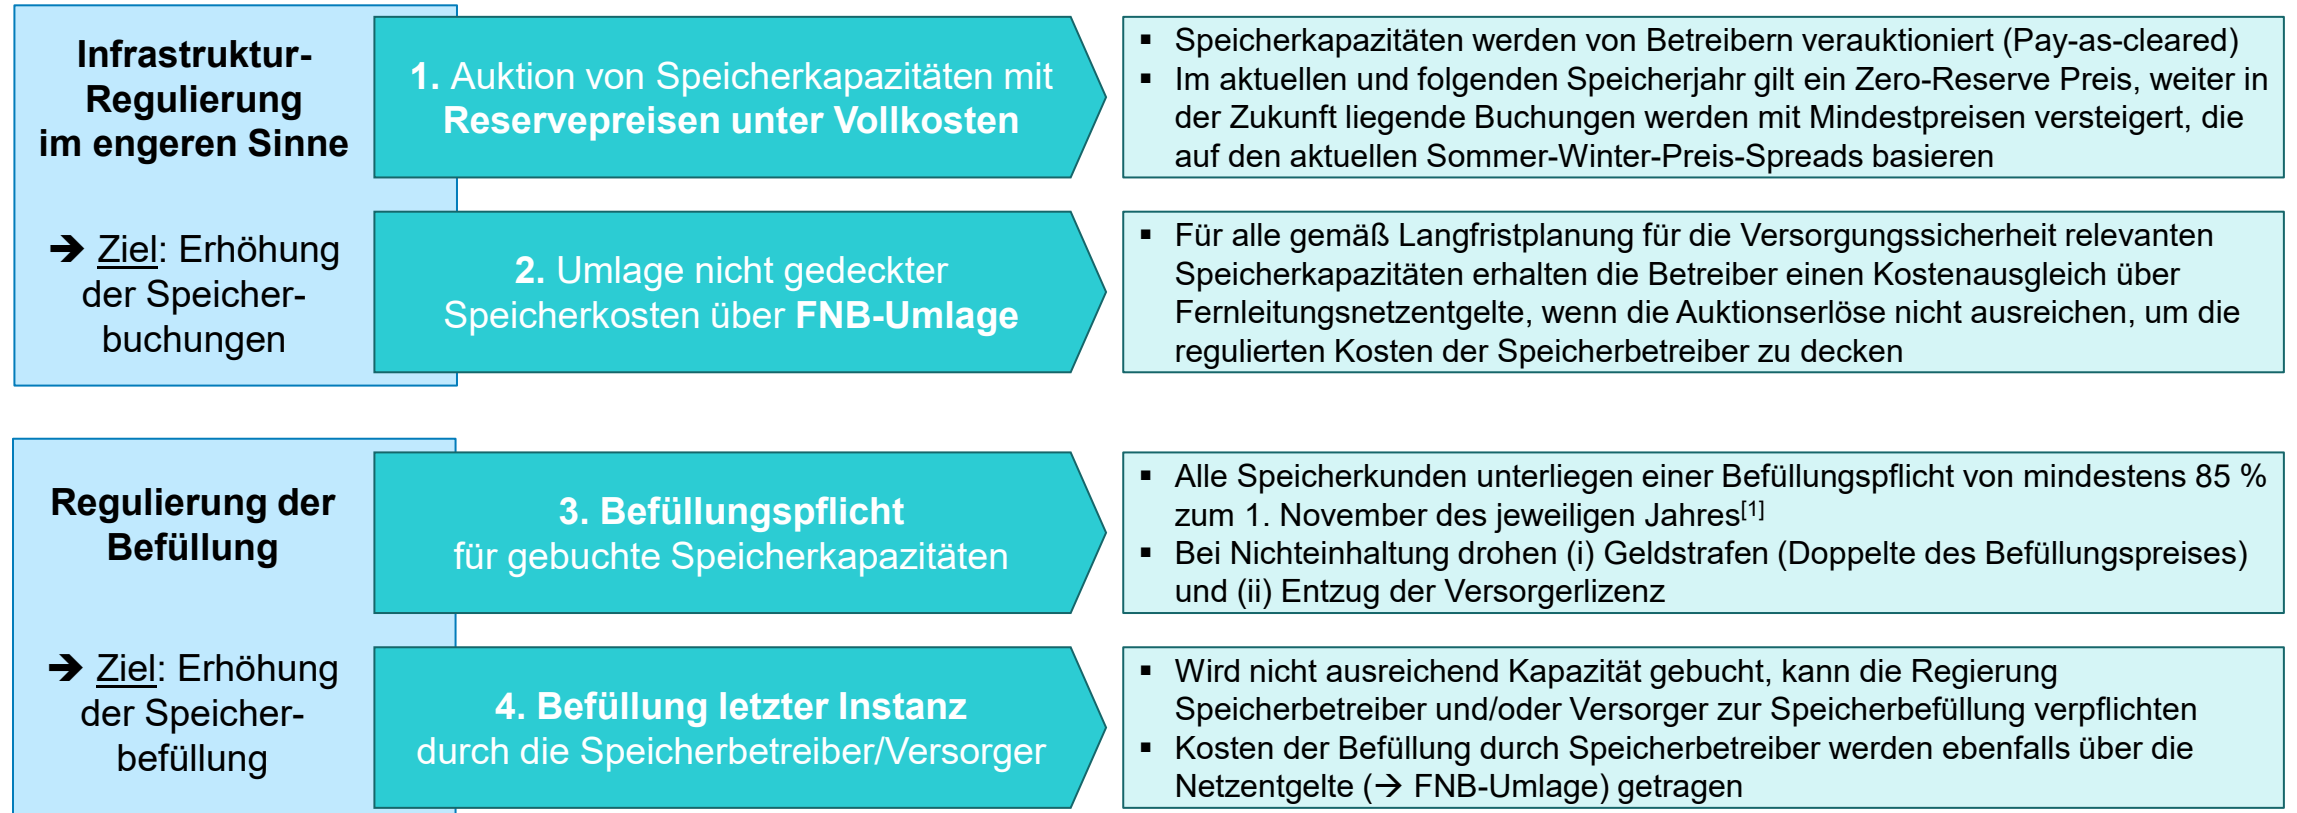 Infrastruktur-
Regulierung
im engeren Sinne
➔ Ziel: Erhöhung
der Speicher-
buchungen
1. Auktion von Speicherkapazitäten mit
Reservepreisen unter Vollkosten
▪ Speicherkapazitäten werden von Betreibern verauktioniert (Pay-as-cleared)
▪ Im aktuellen und folgenden Speicherjahr gilt ein Zero-Reserve Preis, weiter in
der Zukunft liegende Buchungen werden mit Mindestpreisen versteigert, die
auf den aktuellen Sommer-Winter-Preis-Spreads basieren
2. Umlage nicht gedeckter
Speicherkosten über FNB-Umlage
▪ Für alle gemäß Langfristplanung für die Versorgungssicherheit relevanten
Speicherkapazitäten erhalten die Betreiber einen Kostenausgleich über
Fernleitungsnetzentgelte, wenn die Auktionserlöse nicht ausreichen, um die
regulierten Kosten der Speicherbetreiber zu decken
Regulierung der
Befüllung
➔ Ziel: Erhöhung
der Speicher-
befüllung
3. Befüllungspflicht
für gebuchte Speicherkapazitäten
▪ Alle Speicherkunden unterliegen einer Befüllungspflicht von mindestens 85 %
zum 1. November des jeweiligen Jahres[1]
▪ Bei Nichteinhaltung drohen (i) Geldstrafen (Doppelte des Befüllungspreises)
und (ii) Entzug der Versorgerlizenz
4. Befüllung letzter Instanz
durch die Speicherbetreiber/Versorger
▪ Wird nicht ausreichend Kapazität gebucht, kann die Regierung
Speicherbetreiber und/oder Versorger zur Speicherbefüllung verpflichten
▪ Kosten der Befüllung durch Speicherbetreiber werden ebenfalls über die
Netzentgelte (→ FNB-Umlage) getragen